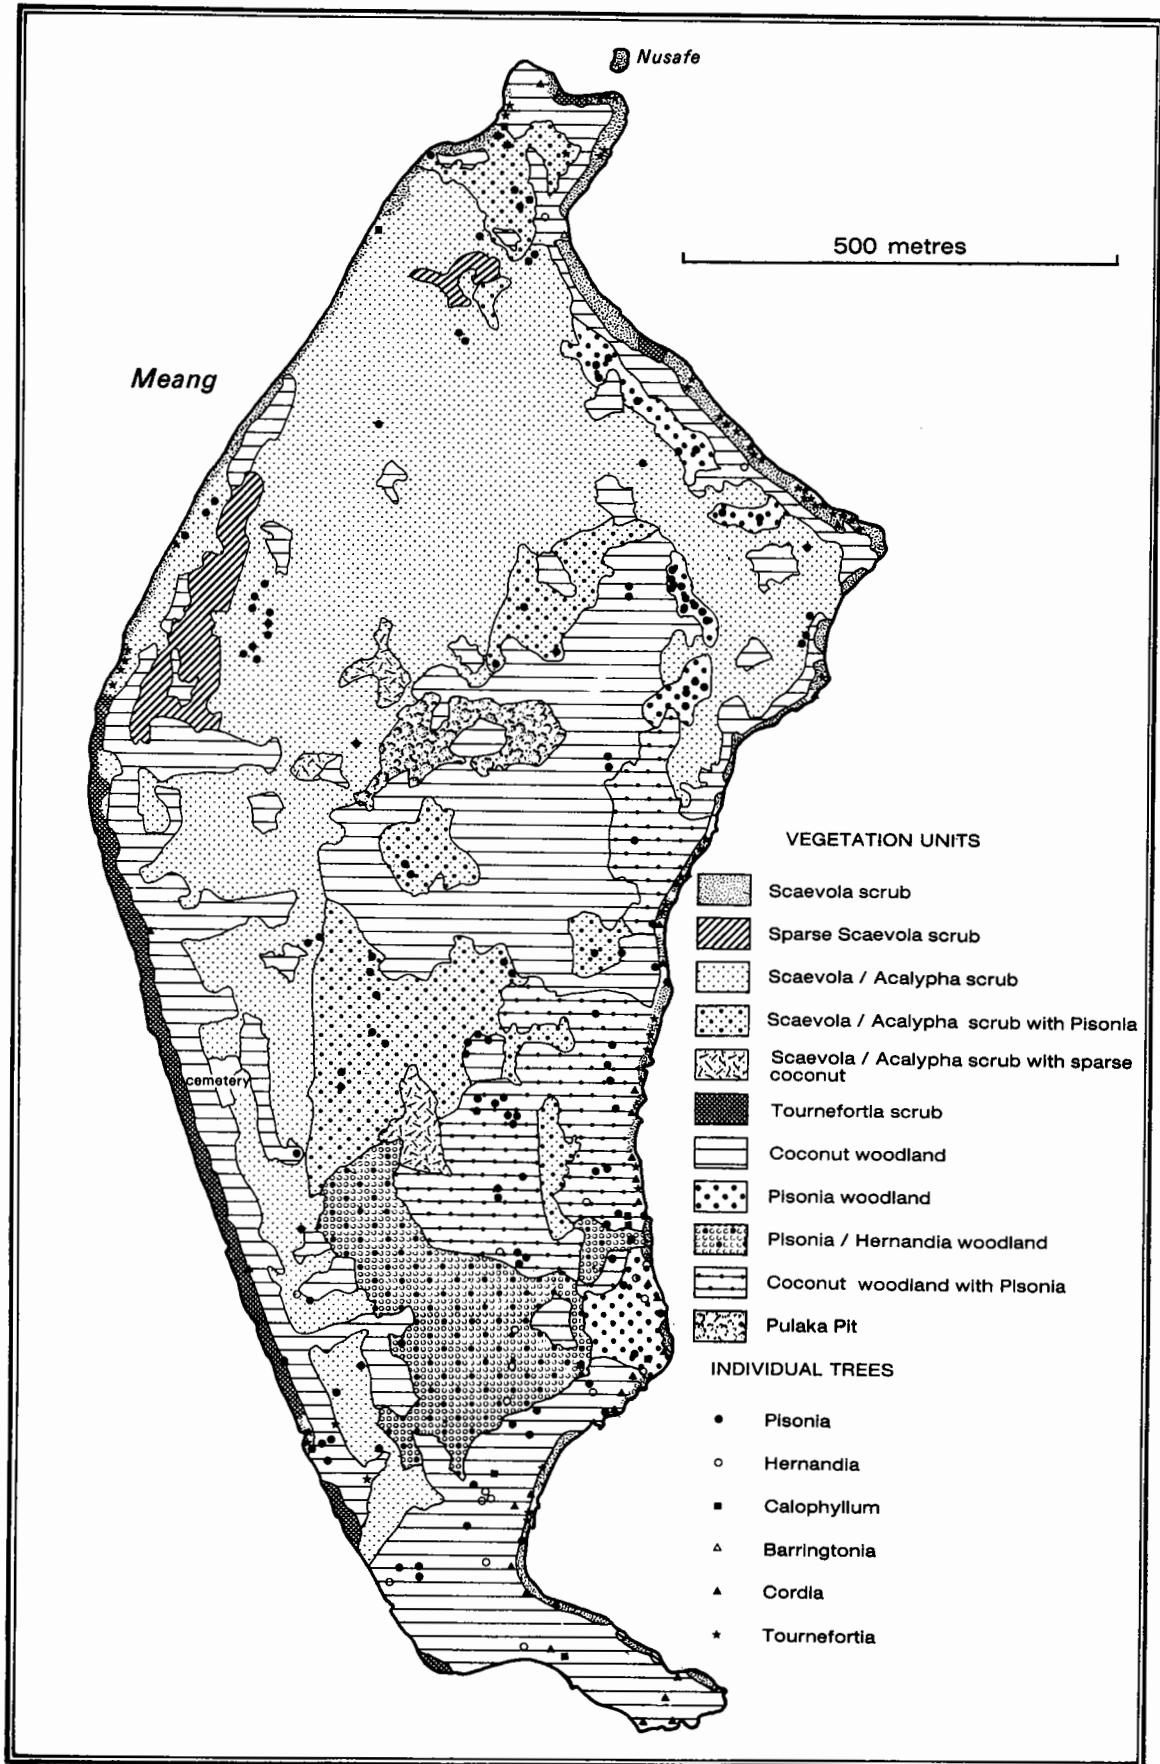 Nusafe
500 metres
Meang
cemetery
VEGETATION UNITS
Scaevola scrub
Sparse Scaevola scrub
Scaevola / Acalypha scrub
Scaevola / Acalypha scrub with Pisonia
Scaevola / Acalypha scrub with sparse
coconut
Tournefortia scrub
Coconut woodland
Pisonia woodland
Pisonia / Hernandia woodland
Coconut woodland with Pisonia
Pulaka Pit
INDIVIDUAL TREES
Pisonia
Hernandia
Calophyllum
Barringtonia
Cordia
Tournefortia